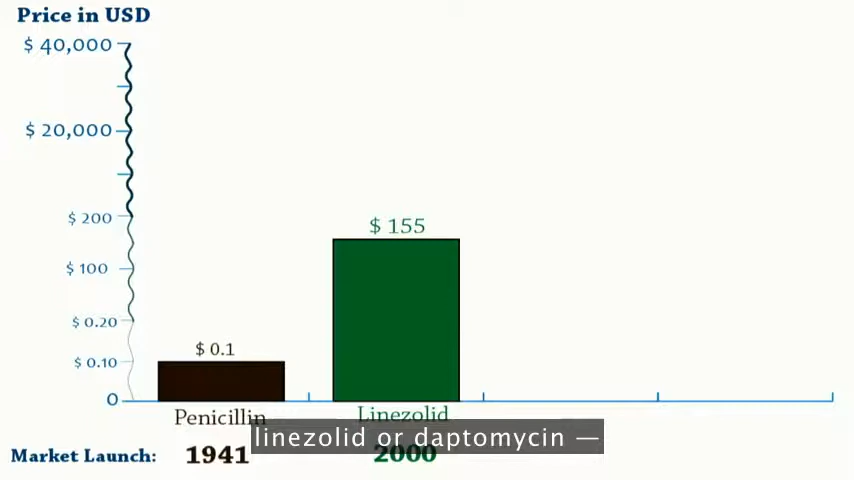 Price in USD
$ 40,000
$ 20,000
$ 200
$ 155
$ 100
$ 0.20
$ 0.1
$ 0.10
0
Penicillin Linezolid
linezolid or daptomycin —
Market Launch: 1941 2000